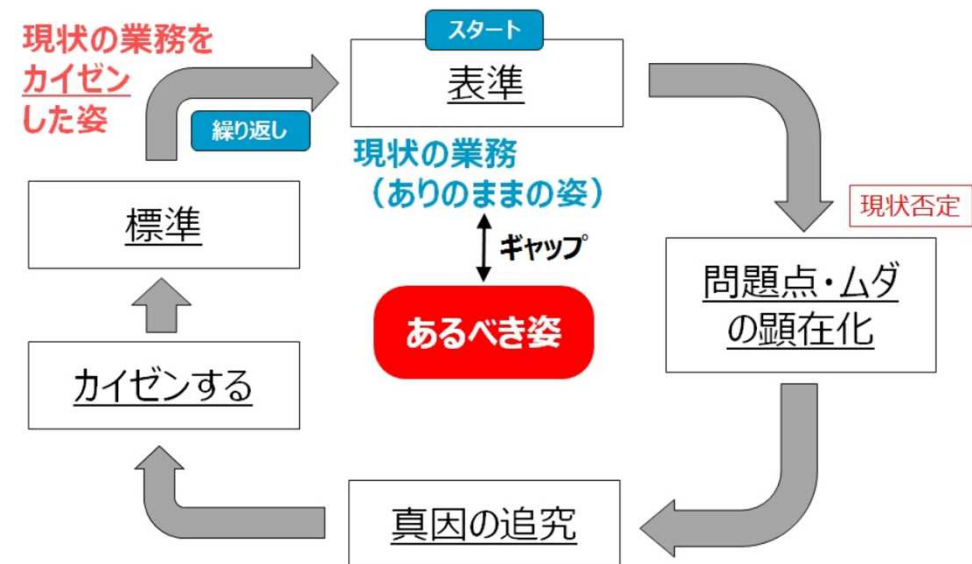 現状の業務を
カイゼン
した姿
スタート
表準
繰り返し
現状の業務
（ありのままの姿）
ギャップ
あるべき姿
現状否定
問題点・ムダ
の顕在化
真因の追究
カイゼンする
標準